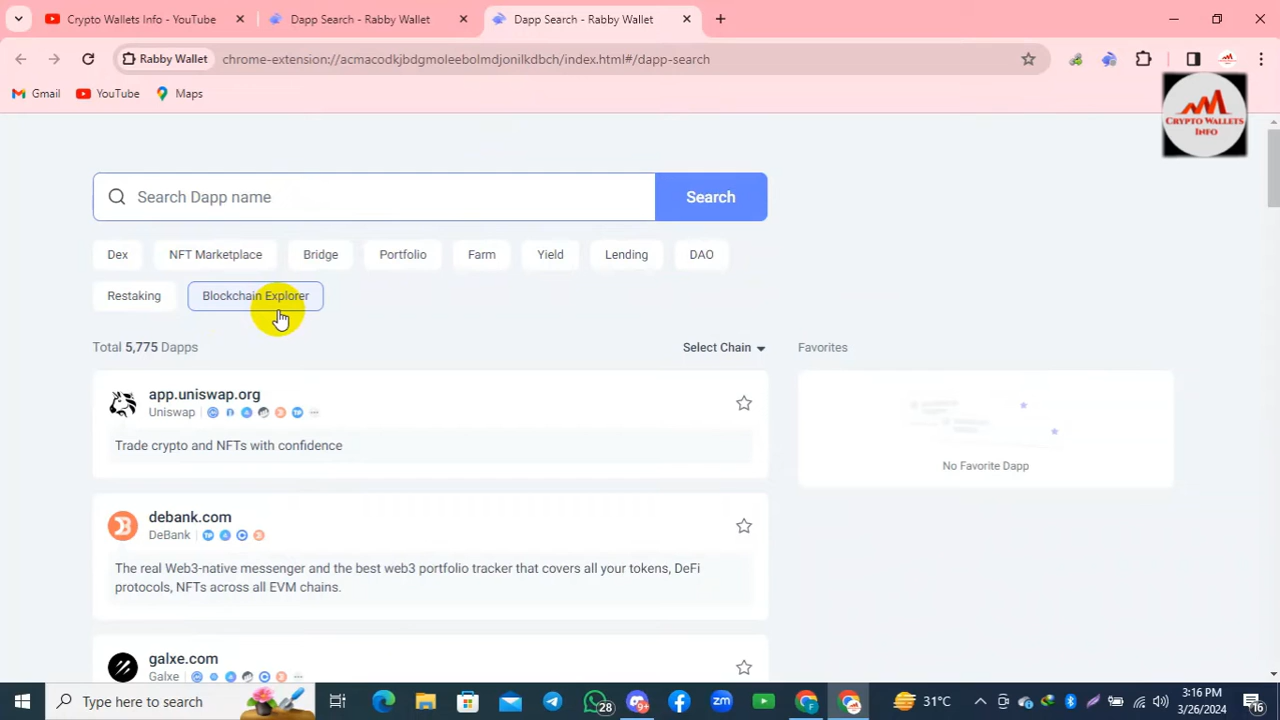 Crypto Wallets Info - YouTube
Dapp Search - Rabby Wallet
Dapp Search - Rabby Wallet
Rabby Wallet
chrome-extension://acmacodkjbdgmoleebolmdjonilkdbch/index.html#/dapp-search
Gmail
YouTube
Maps
CRYPTO WALLETS
INFO
Search Dapp name
Search
Dex
NFT Marketplace
Bridge
Portfolio
Farm
Yield
Lending
DAO
Restaking
Blockchain Explorer
Total 5,775 Dapps
Select Chain
Favorites
app.uniswap.org
Uniswap
Trade crypto and NFTs with confidence
No Favorite Dapp
debank.com
DeBank
The real Web3-native messenger and the best web3 portfolio tracker that covers all your tokens, DeFi
protocols, NFTs across all EVM chains.
galxe.com
Galxe
Type here to search
28
zm
31°C
3:16 PM
3/26/2024
16